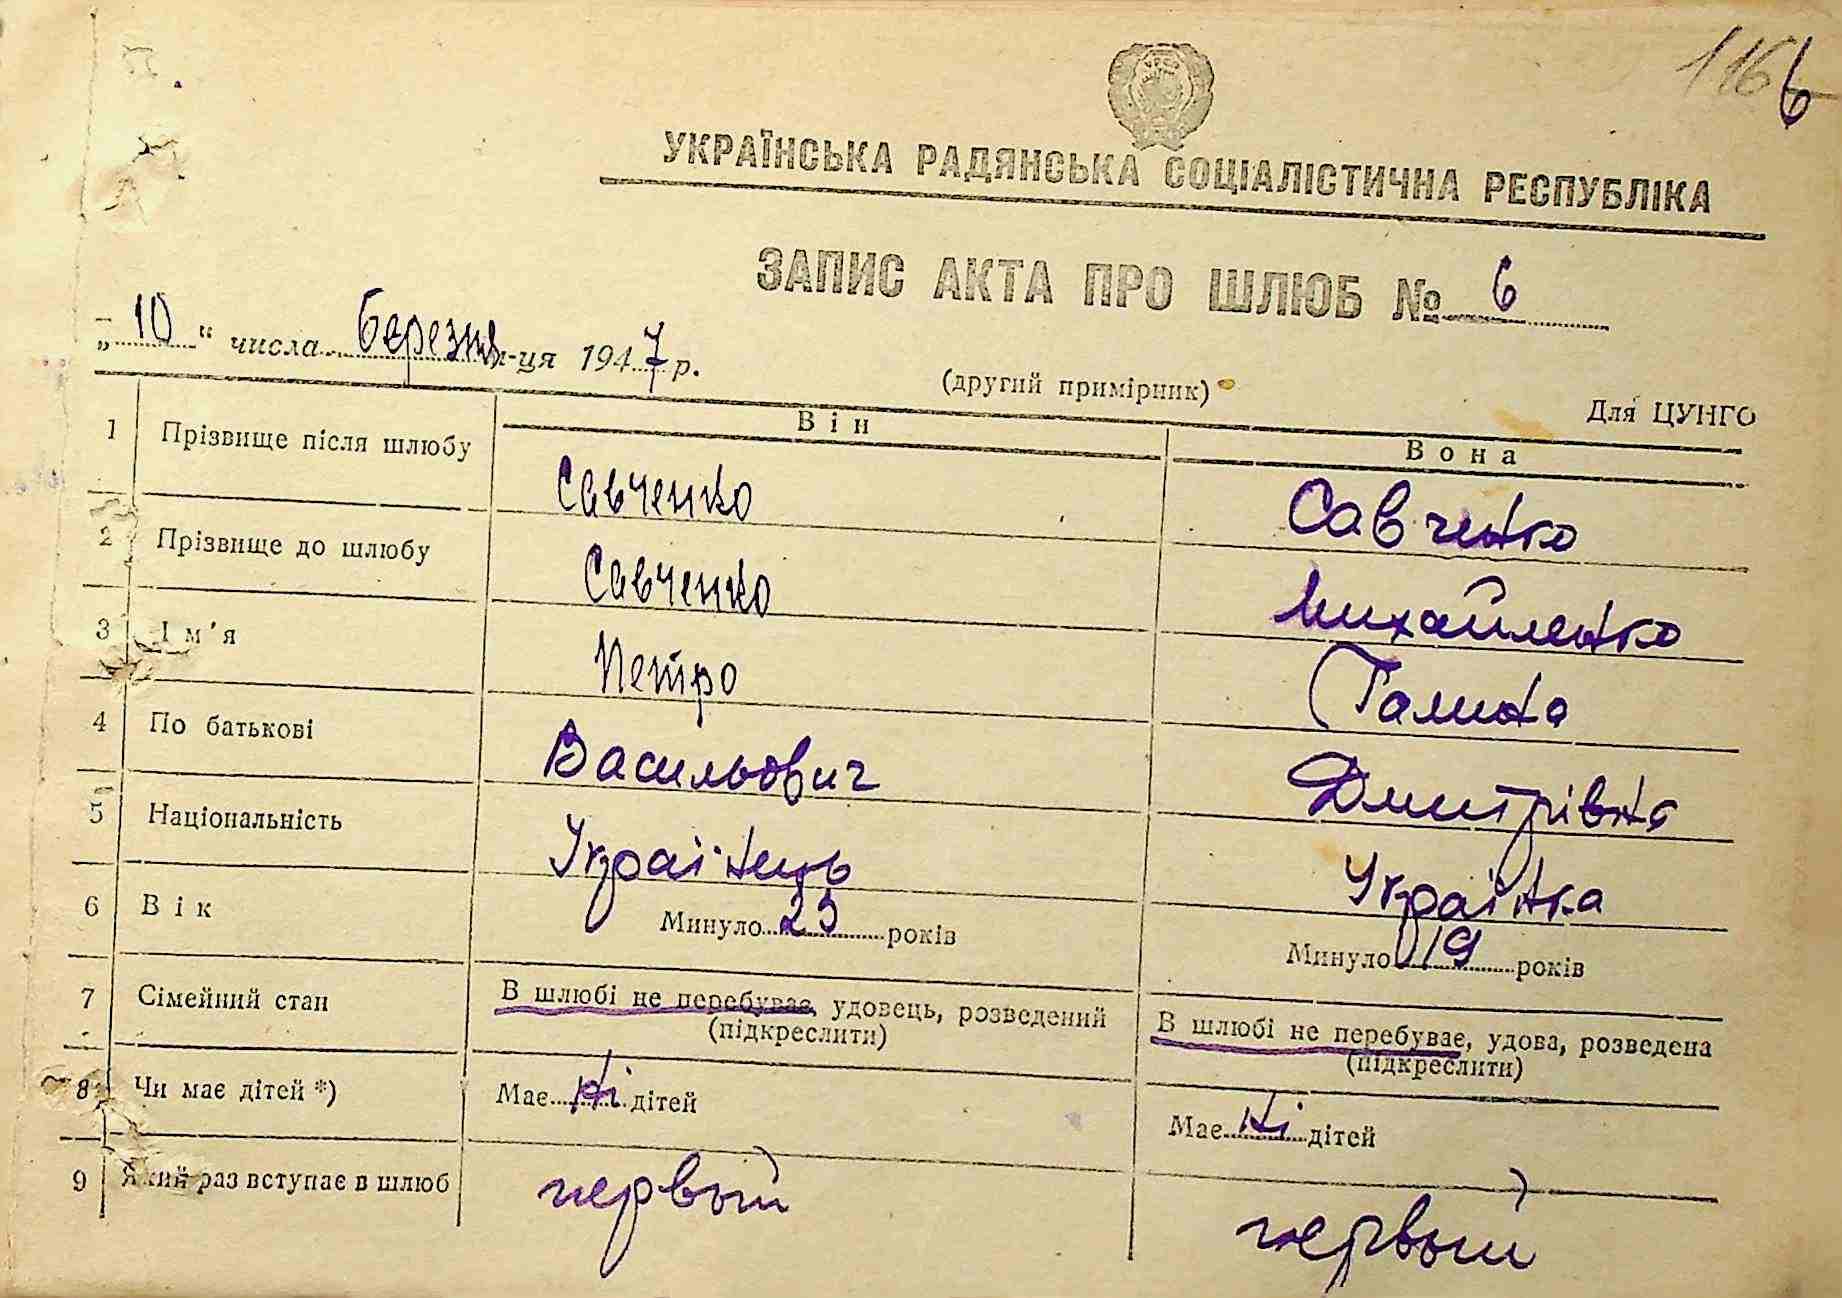 116 6
УКРАЇНСЬКА РАДЯНСЬКА СОЦІАЛІСТИЧНА РЕСПУБЛІКА
ЗАПИС АКТА ПРО ШЛЮБ № 6
„10“ числа березня м-ця 1947 р.
(другий примірник)
Для ЦУНГО
Він Вона
1 Прізвище після шлюбу Савченко Савченко
2 Прізвище до шлюбу Савченко Михайленко
3 Ім'я Петро Галина
4 По батькові Васильович Дмитрівна
5 Національність Українець Українка
6 Вік Минуло 23 років Минуло 19 років
7 Сімейний стан В шлюбі не перебуває, удовець, розведений В шлюбі не перебуває, удова, розведена
(підкреслити) (підкреслити)
8 Чи має дітей *) Має ні дітей Має ні дітей
9 Який раз вступає в шлюб первый первый